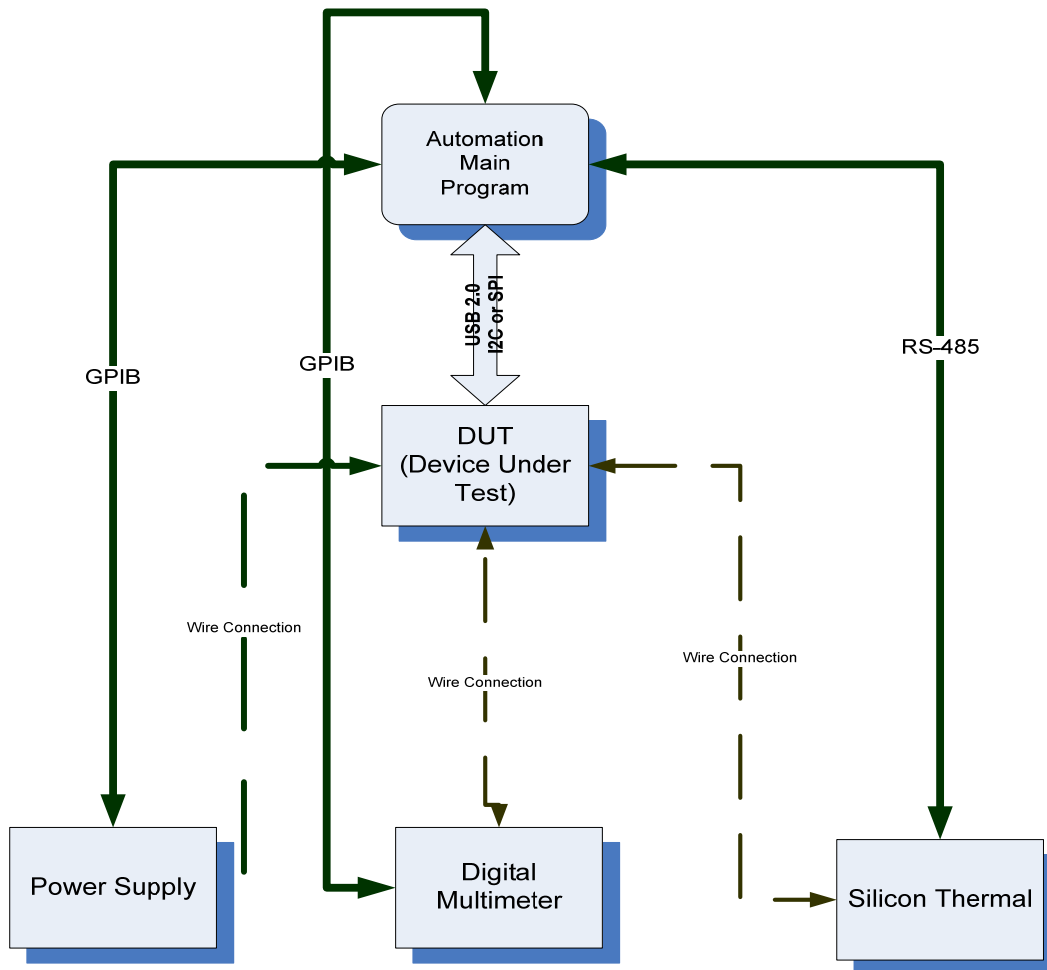 Automation
Main
Program
USB 2.0
I2C or SPI
GPIB
GPIB
RS-485
DUT
(Device Under
Test)
Wire Connection
Wire Connection
Wire Connection
Power Supply
Digital
Multimeter
Silicon Thermal